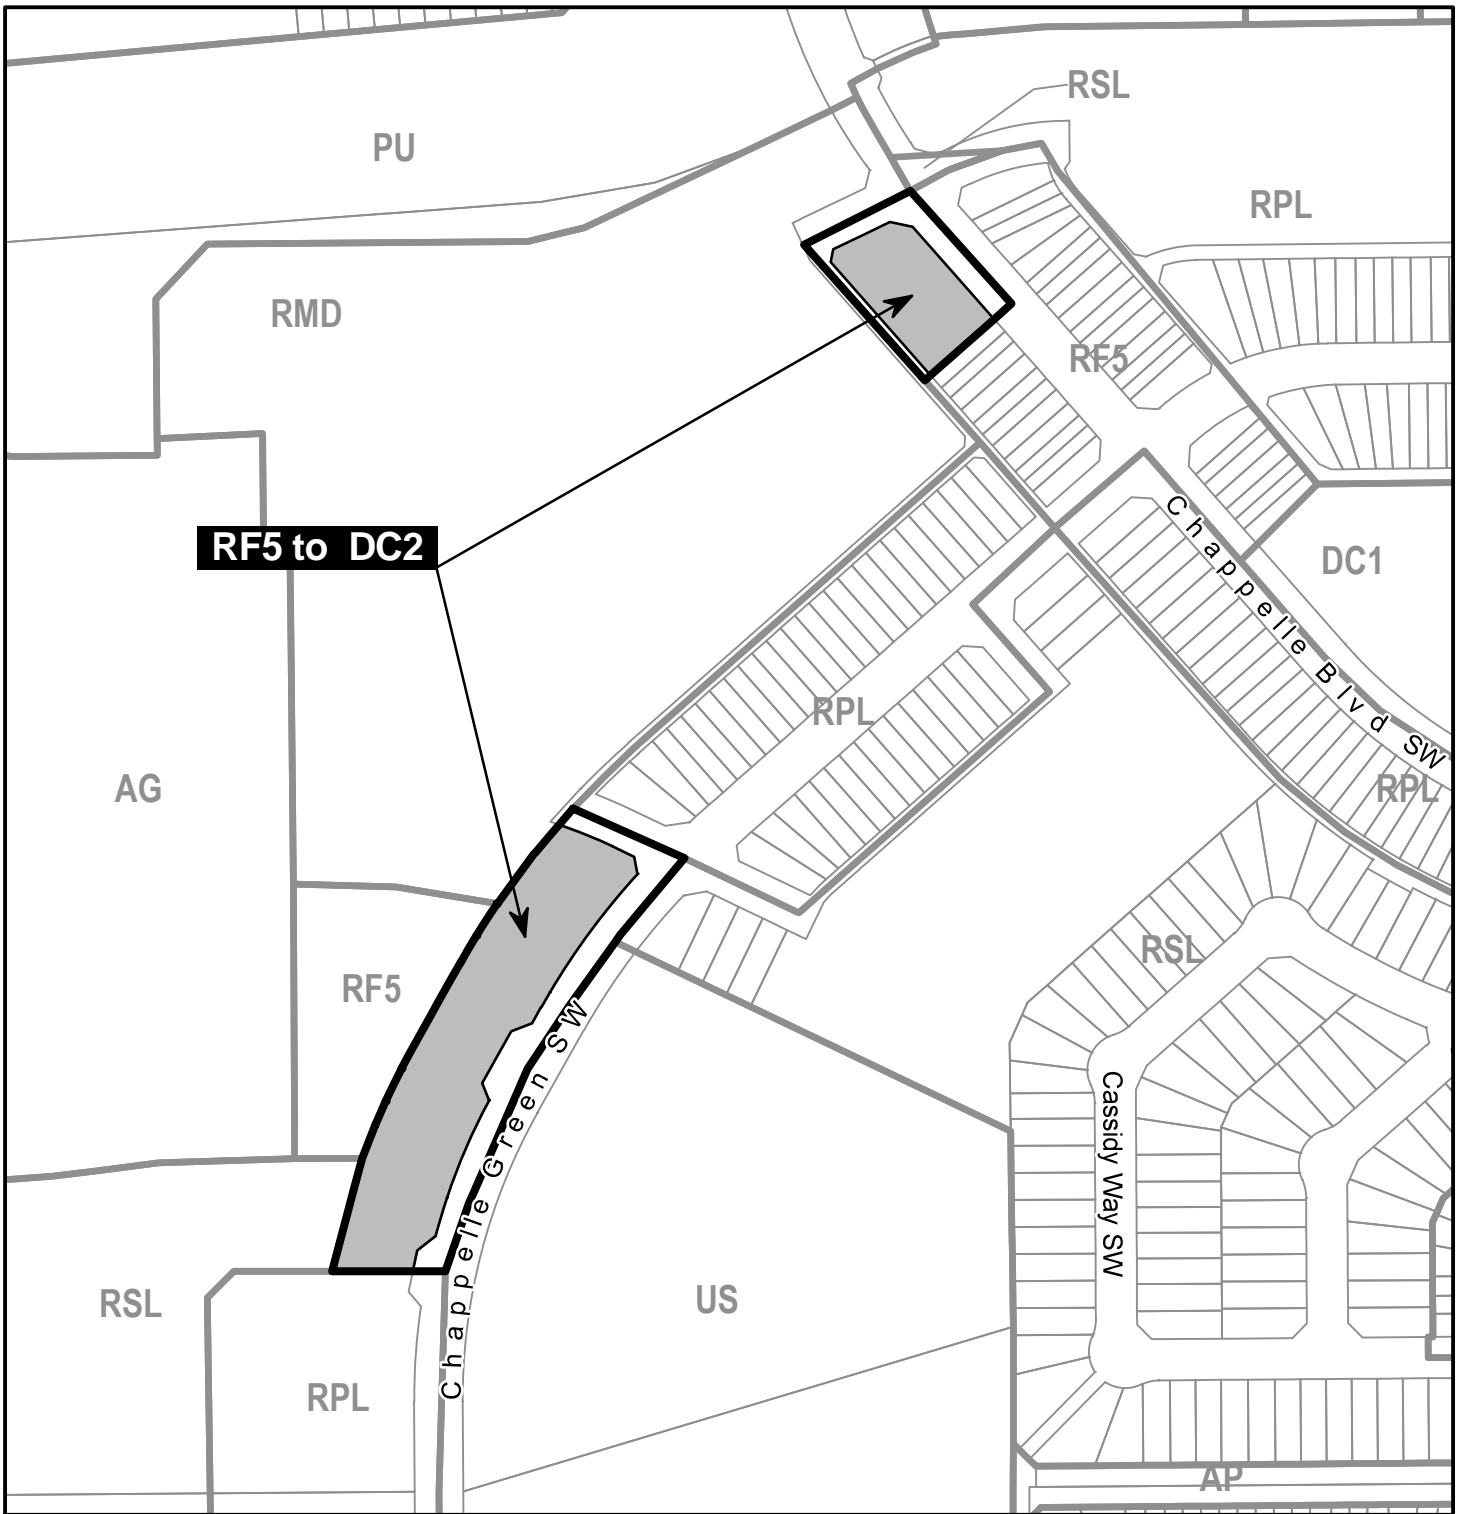 RSL
PU
RPL
RMD
RF5
RF5 to DC2
DC1
Chappelle Blvd SW
RPL
AG
RPL
RSL
RF5
Chappelle Green SW
Cassidy Way SW
RSL
US
RPL
AP